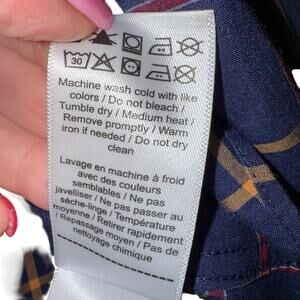 30
Machine wash cold with like
colors / Do not bleach /
Tumble dry / Medium heat /
Remove promptly / Warm
iron if needed / Do not dry
clean
Lavage en machine à froid
avec des couleurs
semblables / Ne pas
javelliser / Ne pas passer au
sèche-linge / Température
moyenne / Retirer rapidement
/ Repassage moyen / Pas de
nettoyage chimique